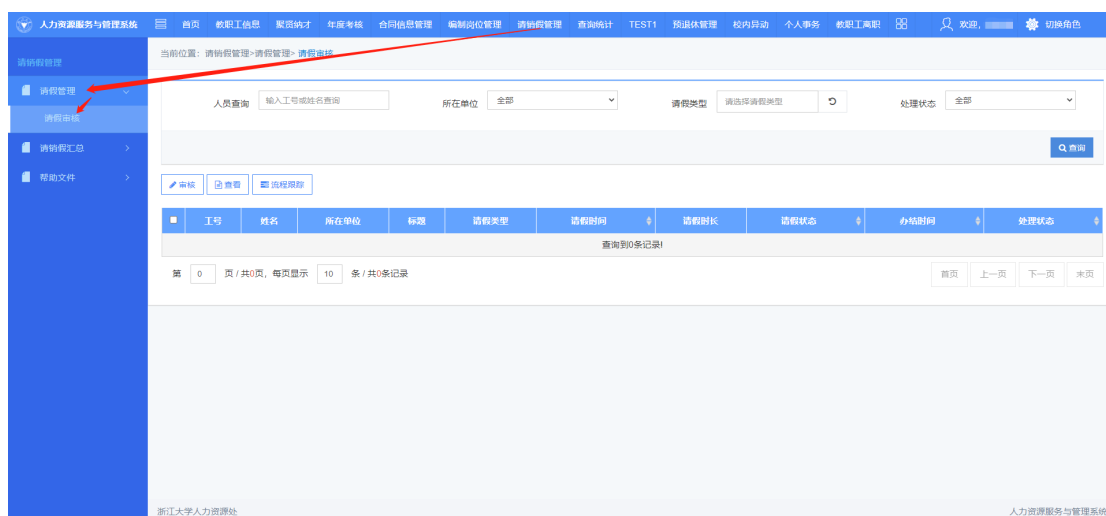 人力资源服务与管理系统 首页 教职工信息 聚贤纳才 年度考核 合同信息管理 编制岗位管理 请销假管理 查询统计 TEST1 预退休管理 校内异动 个人事务 教职工离职 欢迎, 切换角色
当前位置：请销假管理>请假管理> 请假审核
请销假管理
请假管理
请假审核
请销假汇总
帮助文件
人员查询 输入工号或姓名查询 所在单位 全部 请假类型 请选择请假类型 处理状态 全部
查询
审核 查看 流程跟踪
工号 姓名 所在单位 标题 请假类型 请假时间 请假时长 请假状态 办结时间 处理状态
查询到0条记录!
第 0 页/共0页，每页显示 10 条/共0条记录 首页 上一页 下一页 末页
浙江大学人力资源处 人力资源服务与管理系统